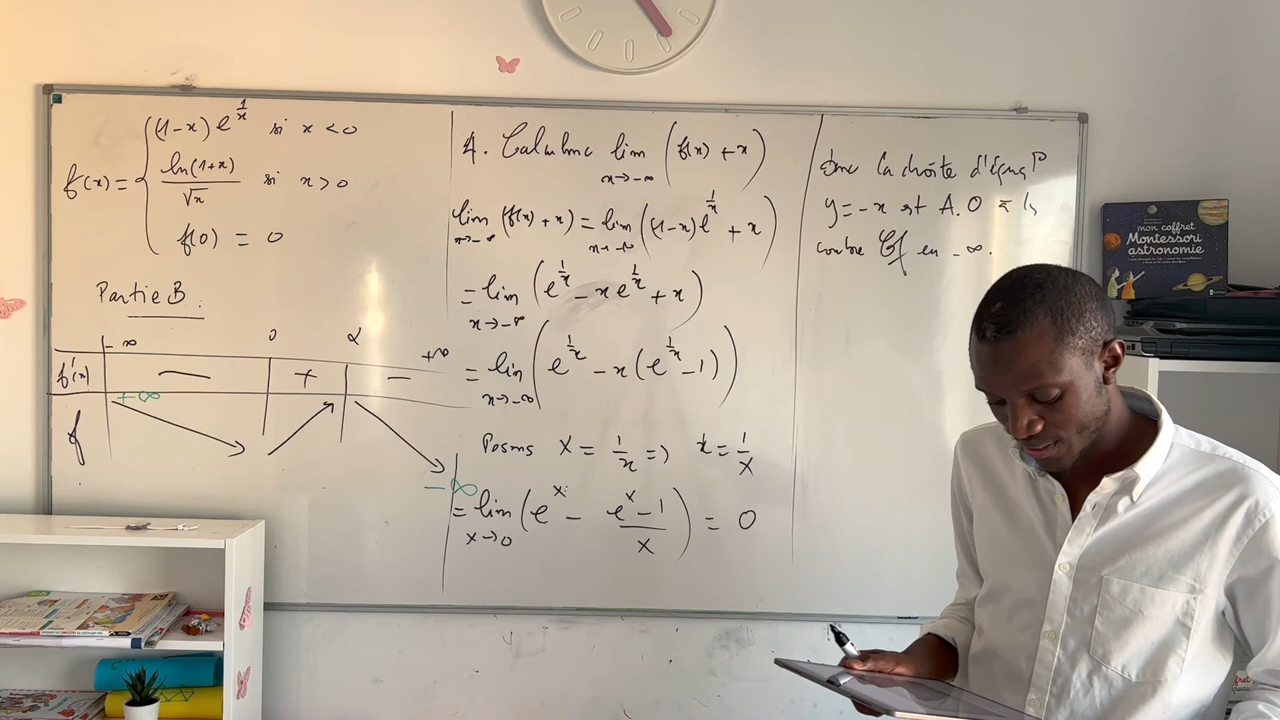 f(x) = { (1-x) e^{1/x} si x < 0
ln(1+x)/√x si x > 0
f(0) = 0
Partie B.
-∞ 0 α +∞
f'(x) - + -
+∞
f
-∞
4. Calculons lim x→-∞ (f(x) + x)
lim x→-∞ (f(x) + x) = lim x→-∞ ((1-x) e^{1/x} + x)
= lim x→-∞ (e^{1/x} - x e^{1/x} + x)
= lim x→-∞ (e^{1/x} - x (e^{1/x} - 1))
Posons X = 1/x => x = 1/X
= lim X→0 (e^X - (e^X - 1)/X) = 0
Donc la droite d'équa°
y = -x est A.O à la
courbe Cf en -∞.
mon coffret
Montessori
astronomie